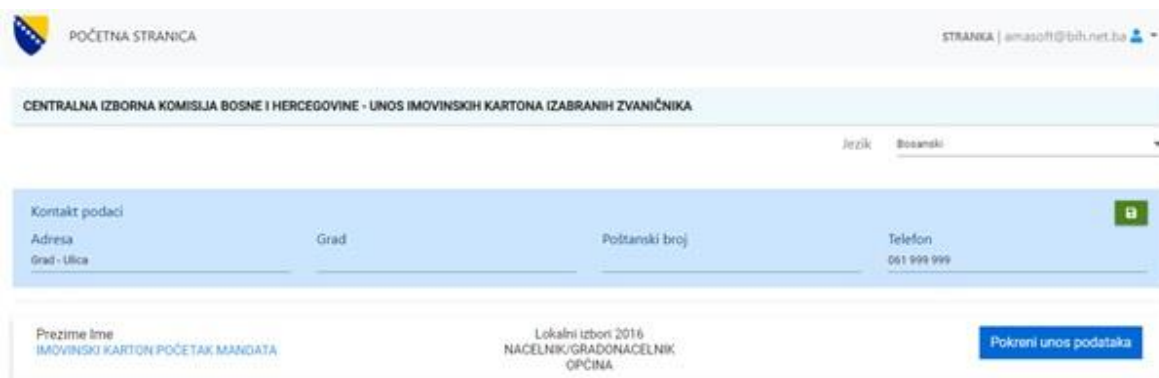 POČETNA STRANICA
STRANKA | amasoft@bih.net.ba
CENTRALNA IZBORNA KOMISIJA BOSNE I HERCEGOVINE - UNOS IMOVINSKIH KARTONA IZABRANIH ZVANIČNIKA
Jezik Bosanski
Kontakt podaci
Adresa Grad Poštanski broj Telefon
Grad - Ulica 061 999 999
Prezime Ime Lokalni izbori 2016
IMOVINSKI KARTON POČETAK MANDATA NACELNIK/GRADONACELNIK Pokreni unos podataka
OPĆINA